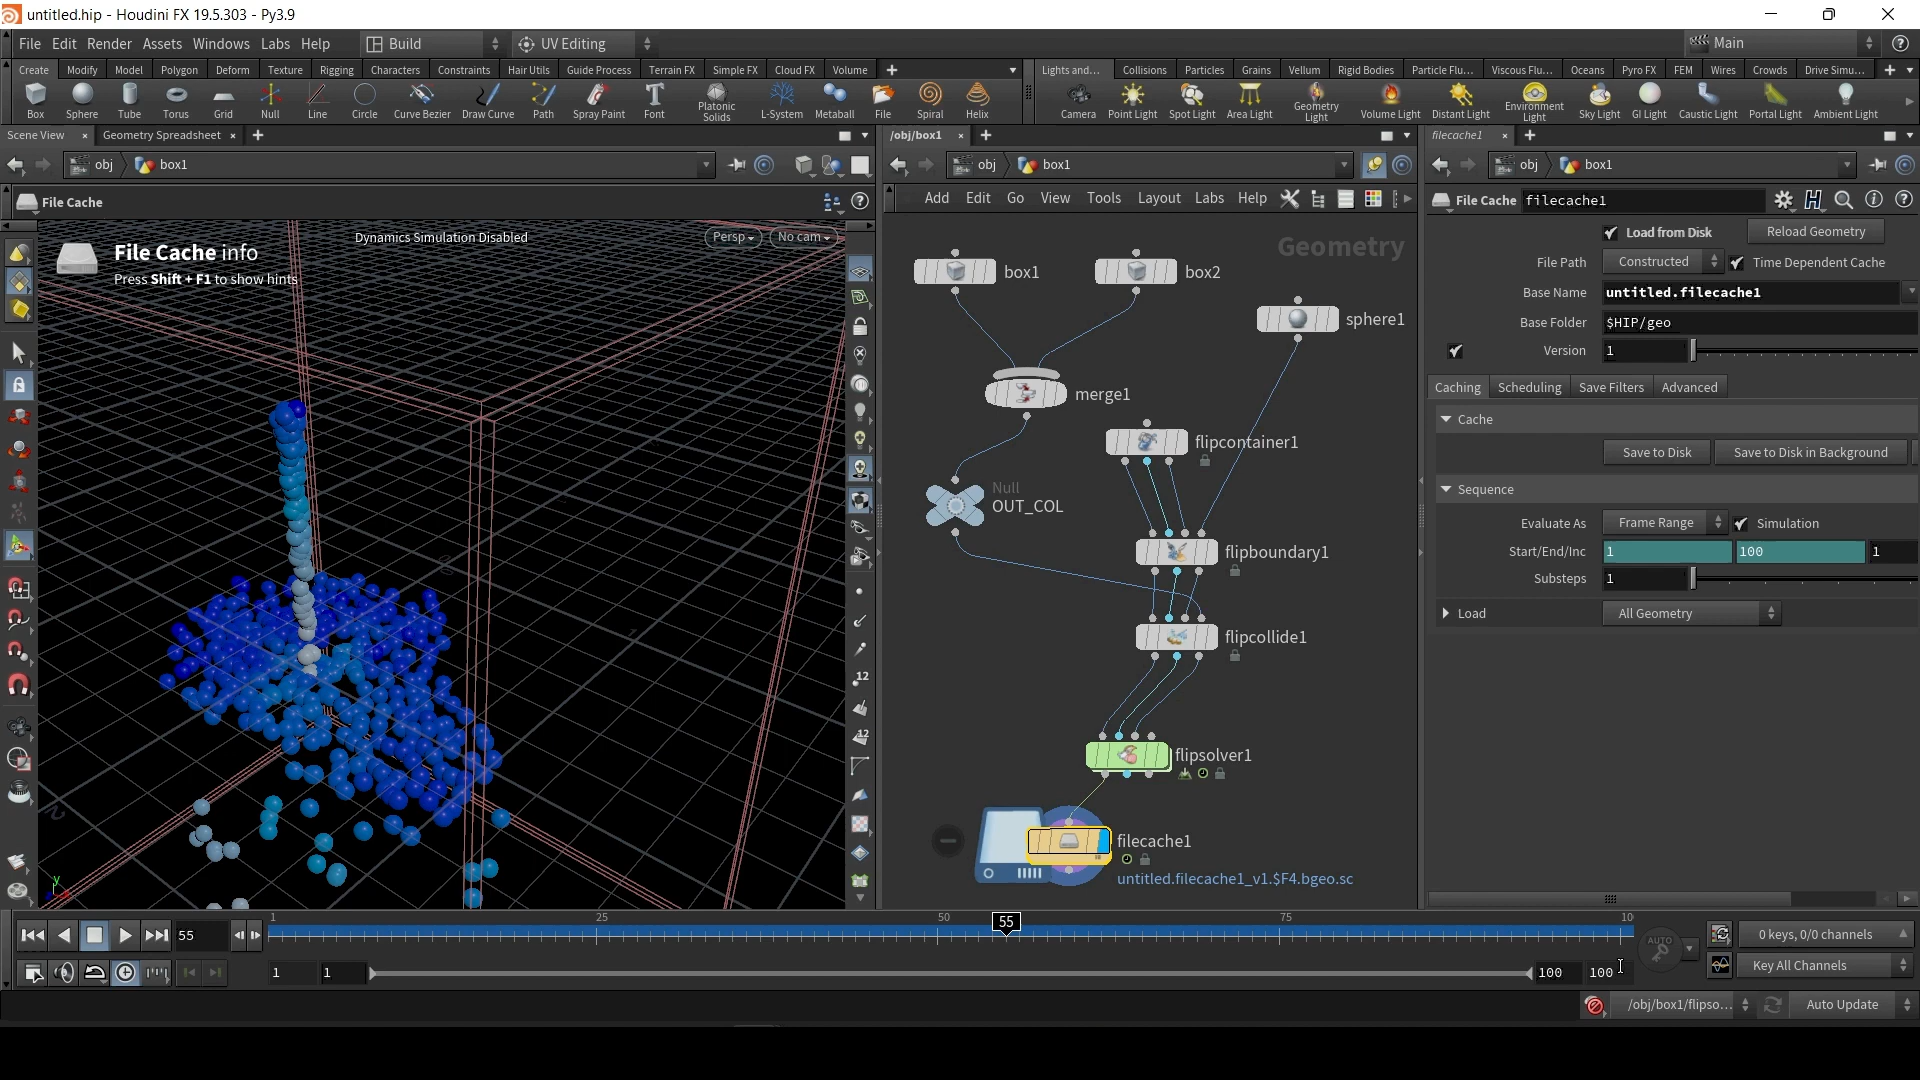 untitled.hip - Houdini FX 19.5.303 - Py3.9
File Edit Render Assets Windows Labs Help Build UV Editing Main
Create Modify Model Polygon Deform Texture Rigging Characters Constraints Hair Utils Guide Process Terrain FX Simple FX Cloud FX Volume
Lights and... Collisions Particles Grains Vellum Rigid Bodies Particle Flu... Viscous Flu... Oceans Pyro FX FEM Wires Crowds Drive Simu...
Box Sphere Tube Torus Grid Null Line Circle Curve Bezier Draw Curve Path Spray Paint Font Platonic Solids L-System Metaball File Spiral Helix
Camera Point Light Spot Light Area Light Geometry Light Volume Light Distant Light Environment Light Sky Light GI Light Caustic Light Portal Light Ambient Light
Scene View Geometry Spreadsheet
/obj/box1
filecache1
obj box1
obj box1
obj box1
File Cache
Add Edit Go View Tools Layout Labs Help
File Cache filecache1
File Cache info
Press Shift + F1 to show hints
Dynamics Simulation Disabled
Persp
No cam
Geometry
box1
box2
sphere1
merge1
flipcontainer1
Null
OUT_COL
flipboundary1
flipcollide1
flipsolver1
filecache1
untitled.filecache1_v1.$F4.bgeo.sc
Load from Disk Reload Geometry
File Path Constructed Time Dependent Cache
Base Name untitled.filecache1
Base Folder $HIP/geo
Version 1
Caching Scheduling Save Filters Advanced
Cache
Save to Disk Save to Disk in Background
Sequence
Evaluate As Frame Range Simulation
Start/End/Inc 1 100 1
Substeps 1
Load All Geometry
12
12
y
55
1 25 50 55 75 10
1 1 100 100
AUTO
0 keys, 0/0 channels
Key All Channels
/obj/box1/flipso... Auto Update